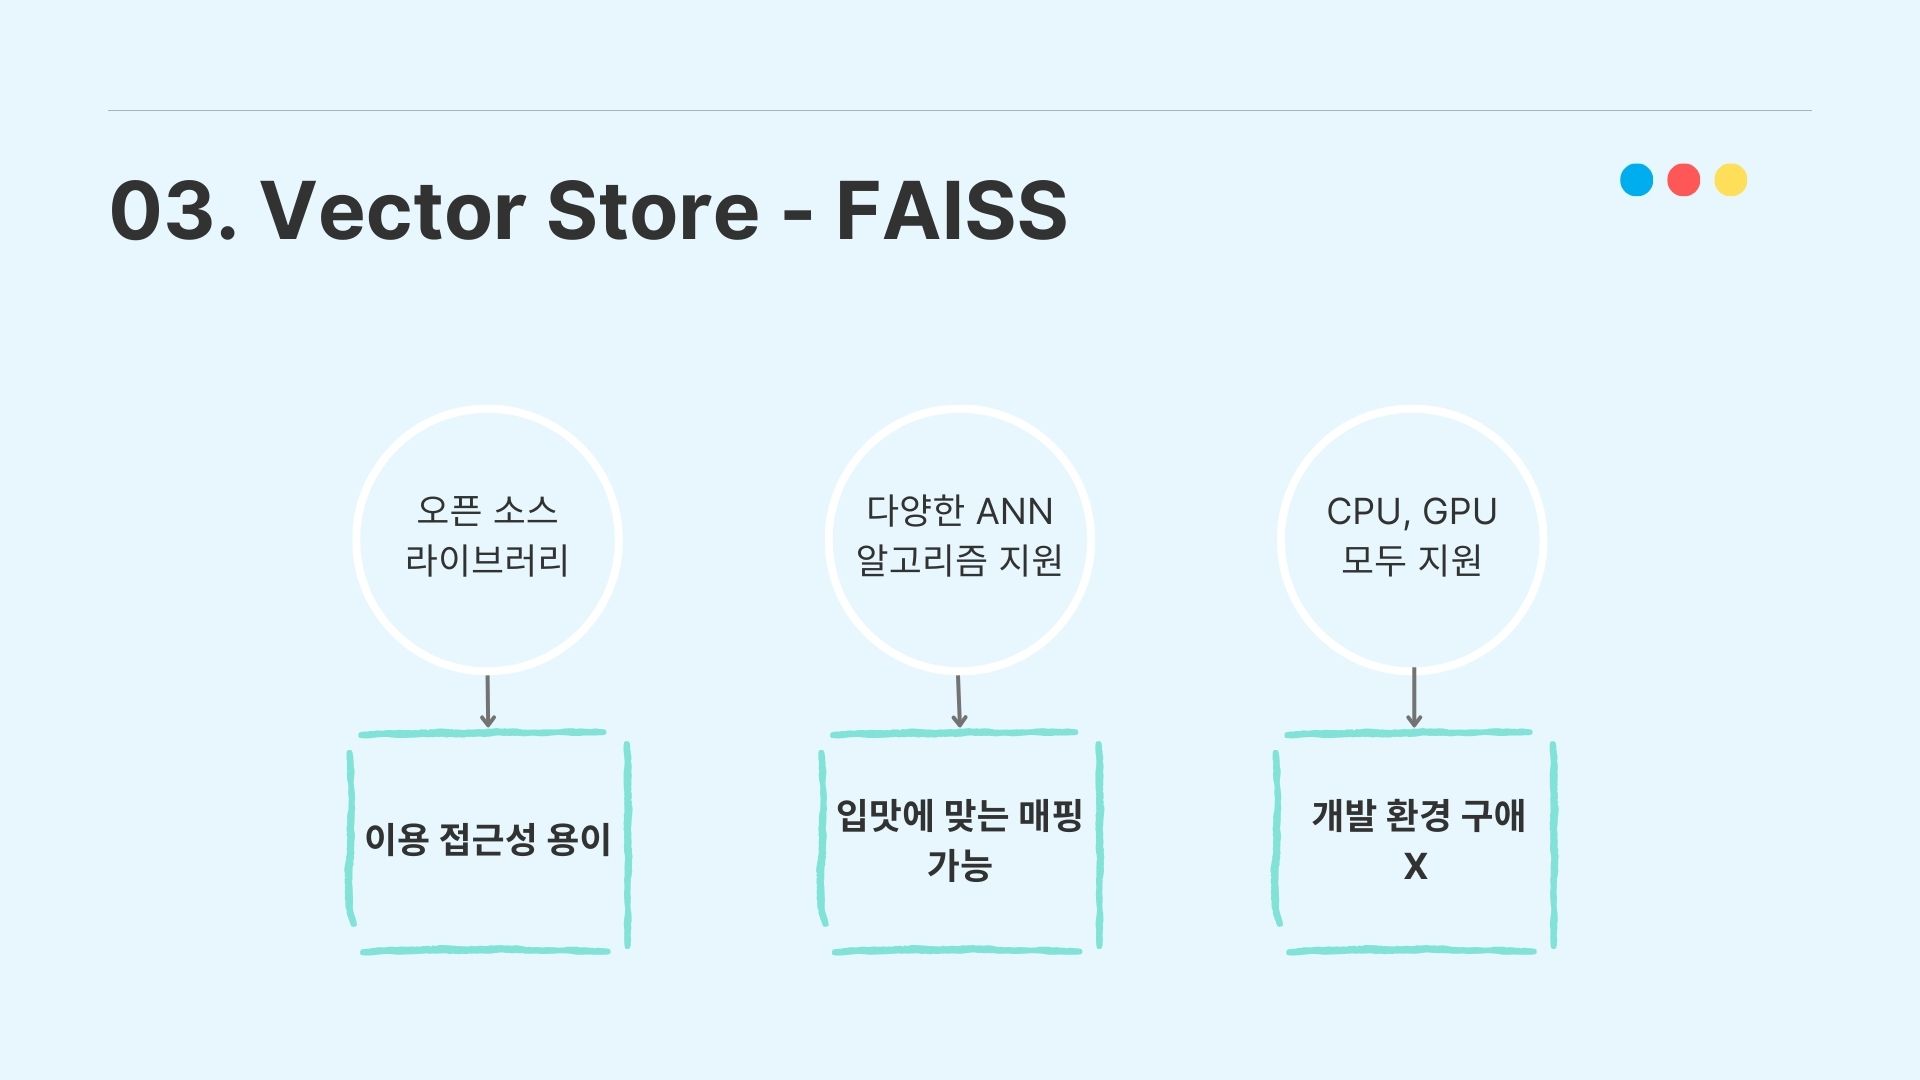 03. Vector Store - FAISS
오픈 소스
라이브러리
다양한 ANN
알고리즘 지원
CPU, GPU
모두 지원
이용 접근성 용이
입맛에 맞는 매핑
가능
개발 환경 구애
X